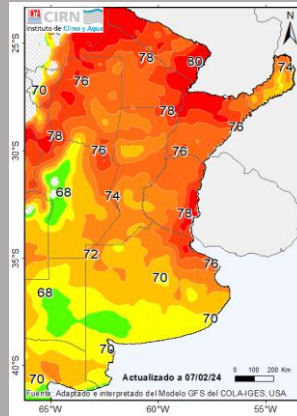 INTA CIRN
Instituto de Clima y Agua
25°S
30°S
35°S
40°S
65°W
60°W
55°W
N
78
80
74
76
70
78
76
78
76
76
68
74
78
72
76
70
68
70
70
70
Actualizado a 07/02/24
0 100 200 Km
Fuente: Adaptado e interpretado del Modelo GFS del COLA-IGES, USA